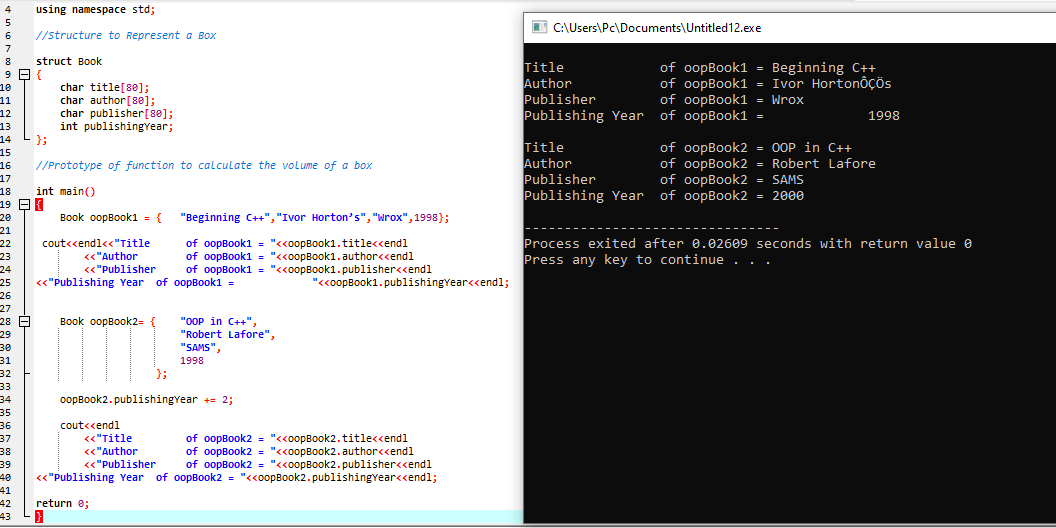 4 using namespace std;
5
6 //Structure to Represent a Box
7
8 struct Book
9 {
10 char title[80];
11 char author[80];
12 char publisher[80];
13 int publishingYear;
14 };
15
16 //Prototype of function to calculate the volume of a box
17
18 int main()
19 {
20 Book oopBook1 = { "Beginning C++","Ivor Horton’s","Wrox",1998};
21
22 cout<<endl<<"Title of oopBook1 = "<<oopBook1.title<<endl
23 <<"Author of oopBook1 = "<<oopBook1.author<<endl
24 <<"Publisher of oopBook1 = "<<oopBook1.publisher<<endl
25 <<"Publishing Year of oopBook1 = "<<oopBook1.publishingYear<<endl;
26
27
28 Book oopBook2= { "OOP in C++",
29 "Robert Lafore",
30 "SAMS",
31 1998
32 };
33
34 oopBook2.publishingYear += 2;
35
36 cout<<endl
37 <<"Title of oopBook2 = "<<oopBook2.title<<endl
38 <<"Author of oopBook2 = "<<oopBook2.author<<endl
39 <<"Publisher of oopBook2 = "<<oopBook2.publisher<<endl
40 <<"Publishing Year of oopBook2 = "<<oopBook2.publishingYear<<endl;
41
42 return 0;
43 }
C:\Users\Pc\Documents\Untitled12.exe
Title of oopBook1 = Beginning C++
Author of oopBook1 = Ivor HortonÔÇÖs
Publisher of oopBook1 = Wrox
Publishing Year of oopBook1 = 1998
Title of oopBook2 = OOP in C++
Author of oopBook2 = Robert Lafore
Publisher of oopBook2 = SAMS
Publishing Year of oopBook2 = 2000
--------------------------------
Process exited after 0.02609 seconds with return value 0
Press any key to continue . . .